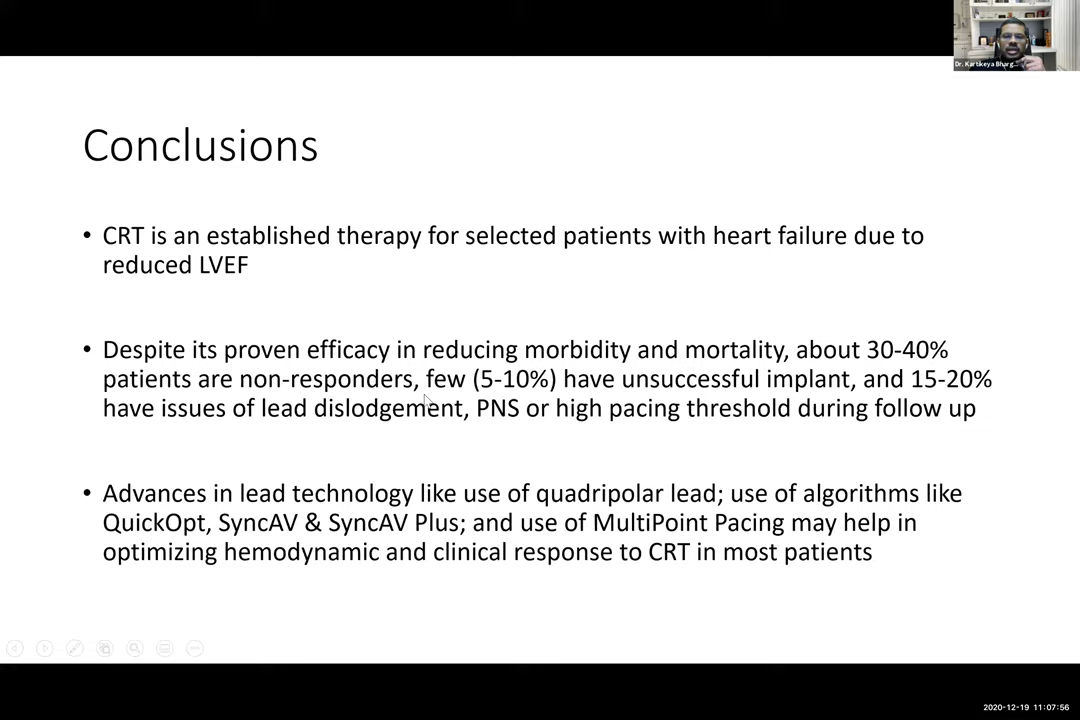 Dr. Kartikeya Bharg...
Conclusions
• CRT is an established therapy for selected patients with heart failure due to
reduced LVEF
• Despite its proven efficacy in reducing morbidity and mortality, about 30-40%
patients are non-responders, few (5-10%) have unsuccessful implant, and 15-20%
have issues of lead dislodgement, PNS or high pacing threshold during follow up
• Advances in lead technology like use of quadripolar lead; use of algorithms like
QuickOpt, SyncAV & SyncAV Plus; and use of MultiPoint Pacing may help in
optimizing hemodynamic and clinical response to CRT in most patients
2020-12-19 11:07:56